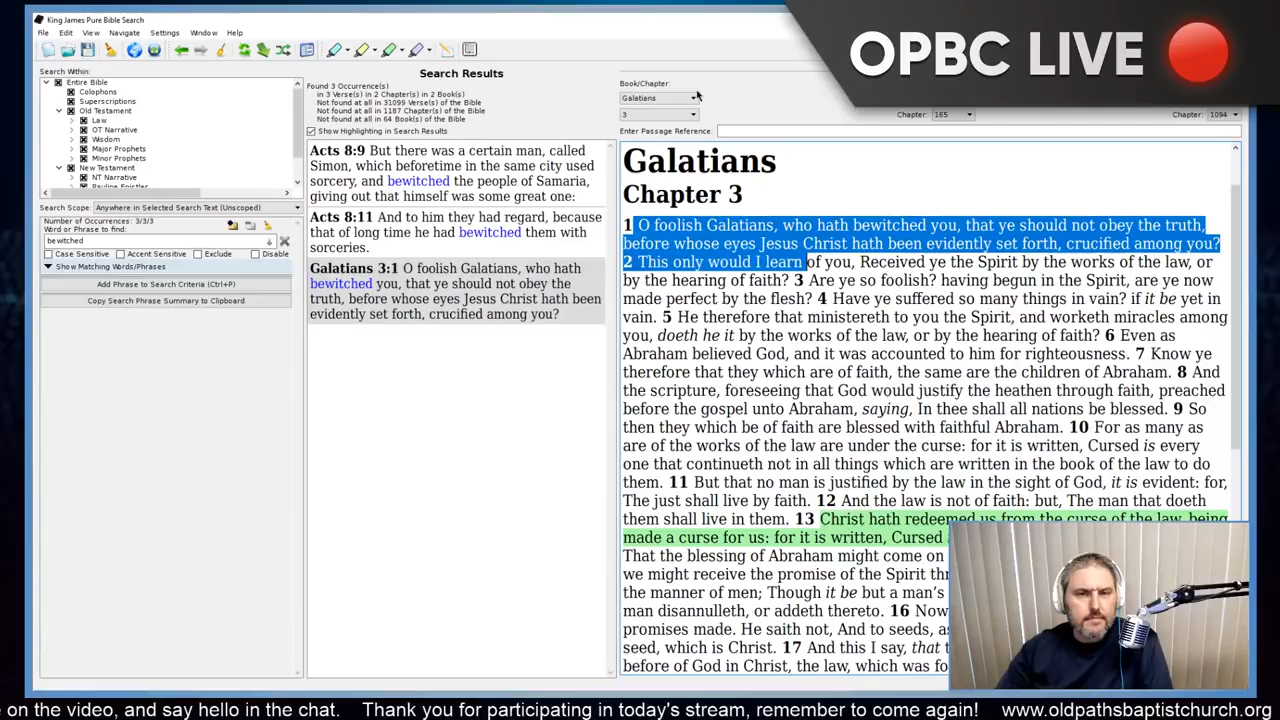 King James Pure Bible Search
File Edit View Navigate Settings Window Help
OPBC LIVE
Search Within:
Entire Bible
Colophons
Superscriptions
Old Testament
Law
OT Narrative
Wisdom
Major Prophets
Minor Prophets
New Testament
NT Narrative
Pauline Epistles
Search Scope: Anywhere in Selected Search Text (Unscoped)
Number of Occurrences: 3/3/3
Word or Phrase to find:
bewitched
Case Sensitive Accent Sensitive Exclude Disable
Show Matching Words/Phrases
Add Phrase to Search Criteria (Ctrl+P)
Copy Search Phrase Summary to Clipboard
Search Results
Found 3 Occurrence(s)
in 3 Verse(s) in 2 Chapter(s) in 2 Book(s)
Not found at all in 31099 Verse(s) of the Bible
Not found at all in 1187 Chapter(s) of the Bible
Not found at all in 64 Book(s) of the Bible
Show Highlighting in Search Results
Acts 8:9 But there was a certain man, called
Simon, which beforetime in the same city used
sorcery, and bewitched the people of Samaria,
giving out that himself was some great one:
Acts 8:11 And to him they had regard, because
that of long time he had bewitched them with
sorceries.
Galatians 3:1 O foolish Galatians, who hath
bewitched you, that ye should not obey the
truth, before whose eyes Jesus Christ hath been
evidently set forth, crucified among you?
Book/Chapter:
Galatians
3
Chapter: 165
Chapter: 1094
Enter Passage Reference:
Galatians
Chapter 3
1 O foolish Galatians, who hath bewitched you, that ye should not obey the truth,
before whose eyes Jesus Christ hath been evidently set forth, crucified among you?
2 This only would I learn of you, Received ye the Spirit by the works of the law, or
by the hearing of faith? 3 Are ye so foolish? having begun in the Spirit, are ye now
made perfect by the flesh? 4 Have ye suffered so many things in vain? if it be yet in
vain. 5 He therefore that ministereth to you the Spirit, and worketh miracles among
you, doeth he it by the works of the law, or by the hearing of faith? 6 Even as
Abraham believed God, and it was accounted to him for righteousness. 7 Know ye
therefore that they which are of faith, the same are the children of Abraham. 8 And
the scripture, foreseeing that God would justify the heathen through faith, preached
before the gospel unto Abraham, saying, In thee shall all nations be blessed. 9 So
then they which be of faith are blessed with faithful Abraham. 10 For as many as
are of the works of the law are under the curse: for it is written, Cursed is every
one that continueth not in all things which are written in the book of the law to do
them. 11 But that no man is justified by the law in the sight of God, it is evident: for,
The just shall live by faith. 12 And the law is not of faith: but, The man that doeth
them shall live in them. 13 Christ hath redeemed us from the curse of the law, being
made a curse for us: for it is written, Cursed
That the blessing of Abraham might come on
we might receive the promise of the Spirit thr
the manner of men; Though it be but a man's
man disannulleth, or addeth thereto. 16 Now
promises made. He saith not, And to seeds, as
seed, which is Christ. 17 And this I say, that t
before of God in Christ, the law, which was fo
e on the video, and say hello in the chat. Thank you for participating in today's stream, remember to come again! www.oldpathsbaptistchurch.org